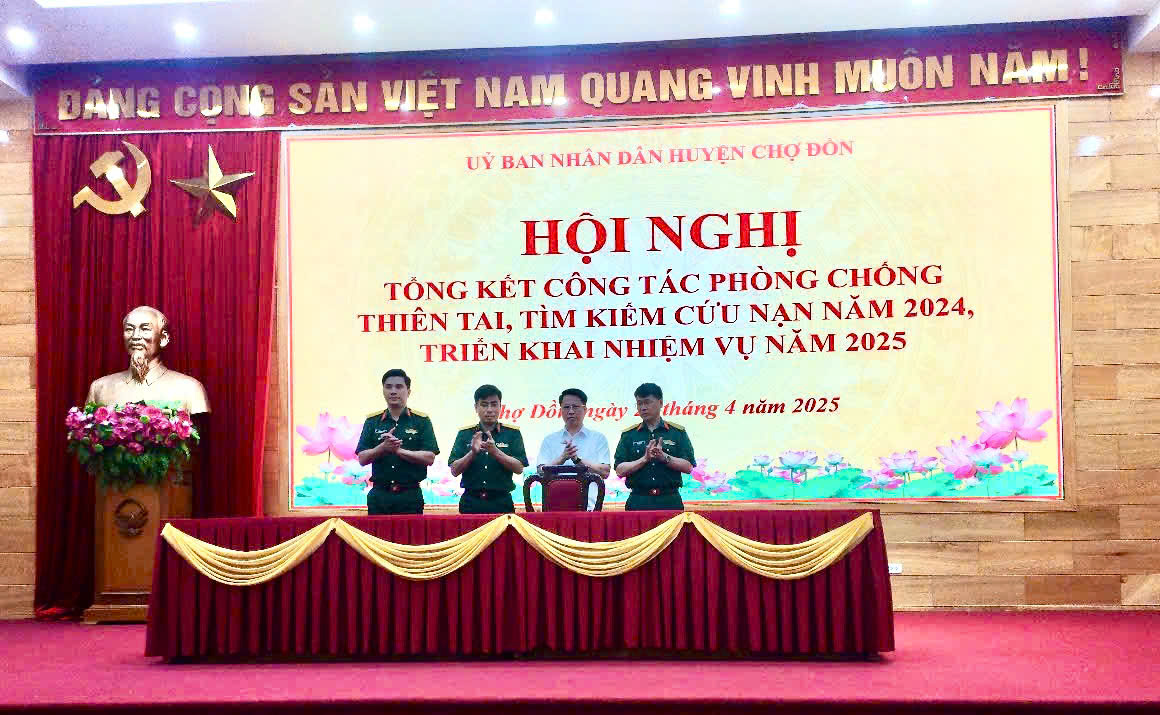 ĐẢNG CỘNG SẢN VIỆT NAM QUANG VINH MUÔN NĂM !
UỶ BAN NHÂN DÂN HUYỆN CHỢ ĐỒN
HỘI NGHỊ
TỔNG KẾT CÔNG TÁC PHÒNG CHỐNG
THIÊN TAI, TÌM KIẾM CỨU NẠN NĂM 2024,
TRIỂN KHAI NHIỆM VỤ NĂM 2025
ngày tháng 4 năm 2025